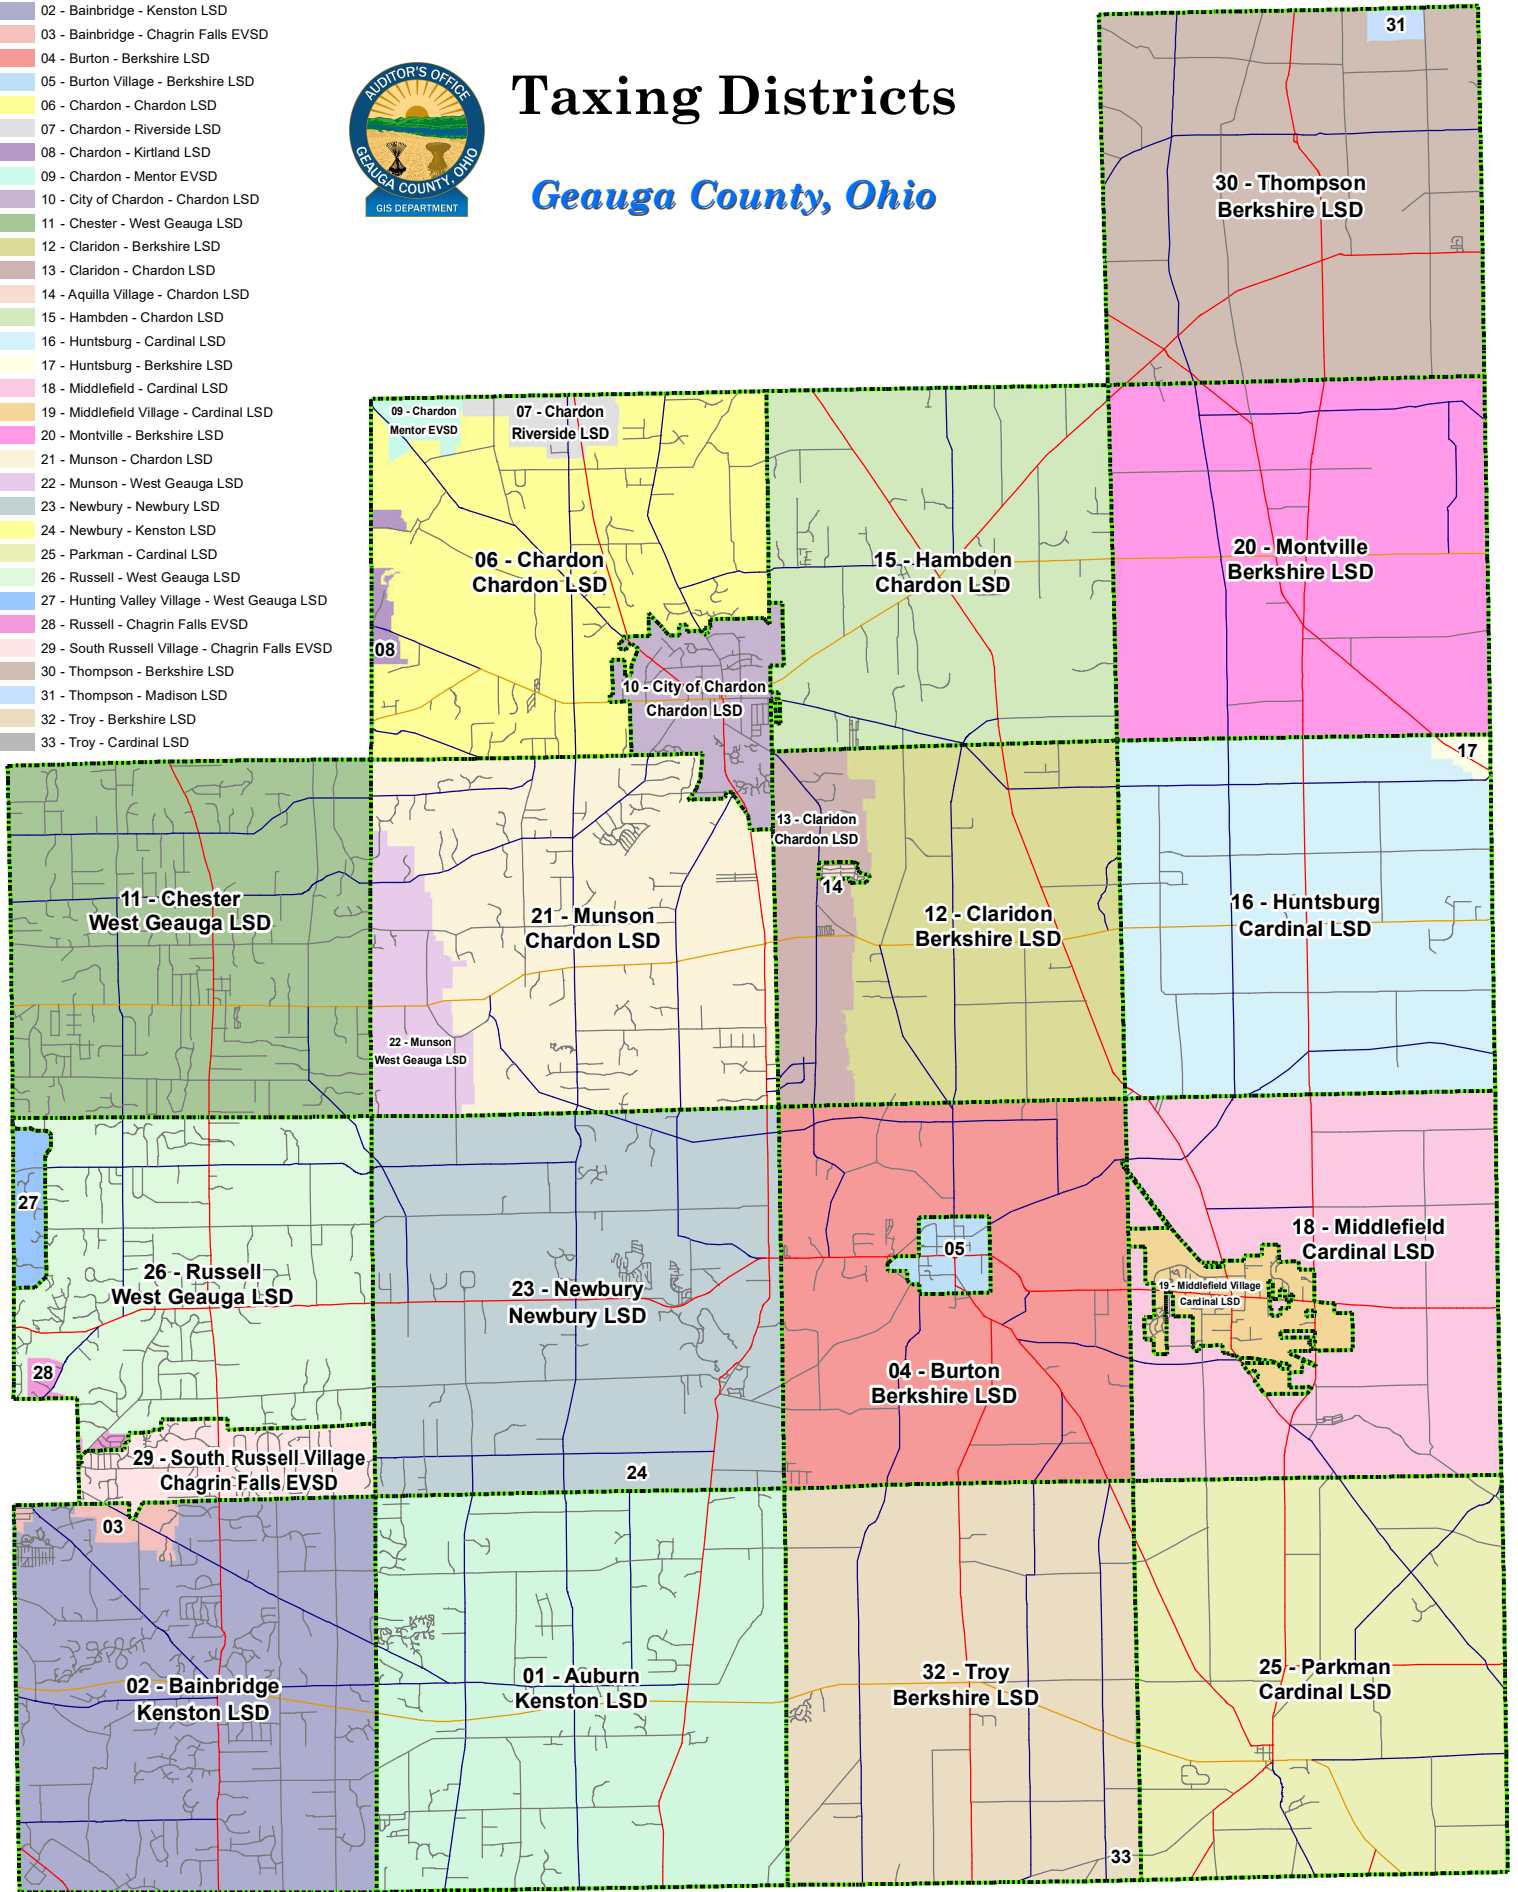 02 - Bainbridge - Kenston LSD
03 - Bainbridge - Chagrin Falls EVSD
04 - Burton - Berkshire LSD
05 - Burton Village - Berkshire LSD
06 - Chardon - Chardon LSD
07 - Chardon - Riverside LSD
08 - Chardon - Kirtland LSD
09 - Chardon - Mentor EVSD
10 - City of Chardon - Chardon LSD
11 - Chester - West Geauga LSD
12 - Claridon - Berkshire LSD
13 - Claridon - Chardon LSD
14 - Aquilla Village - Chardon LSD
15 - Hambden - Chardon LSD
16 - Huntsburg - Cardinal LSD
17 - Huntsburg - Berkshire LSD
18 - Middlefield - Cardinal LSD
19 - Middlefield Village - Cardinal LSD
20 - Montville - Berkshire LSD
21 - Munson - Chardon LSD
22 - Munson - West Geauga LSD
23 - Newbury - Newbury LSD
24 - Newbury - Kenston LSD
25 - Parkman - Cardinal LSD
26 - Russell - West Geauga LSD
27 - Hunting Valley Village - West Geauga LSD
28 - Russell - Chagrin Falls EVSD
29 - South Russell Village - Chagrin Falls EVSD
30 - Thompson - Berkshire LSD
31 - Thompson - Madison LSD
32 - Troy - Berkshire LSD
33 - Troy - Cardinal LSD
AUDITOR'S OFFICE
GEAUGA COUNTY, OHIO
GIS DEPARTMENT
Taxing Districts
Geauga County, Ohio
31
30 - Thompson
Berkshire LSD
09 - Chardon
Mentor EVSD
07 - Chardon
Riverside LSD
06 - Chardon
Chardon LSD
15 - Hambden
Chardon LSD
20 - Montville
Berkshire LSD
08
10 - City of Chardon
Chardon LSD
17
13 - Claridon
Chardon LSD
14
11 - Chester
West Geauga LSD
21 - Munson
Chardon LSD
12 - Claridon
Berkshire LSD
16 - Huntsburg
Cardinal LSD
22 - Munson
West Geauga LSD
27
26 - Russell
West Geauga LSD
23 - Newbury
Newbury LSD
05
18 - Middlefield
Cardinal LSD
19 - Middlefield Village
Cardinal LSD
28
04 - Burton
Berkshire LSD
29 - South Russell Village
Chagrin Falls EVSD
24
03
02 - Bainbridge
Kenston LSD
01 - Auburn
Kenston LSD
32 - Troy
Berkshire LSD
25 - Parkman
Cardinal LSD
33